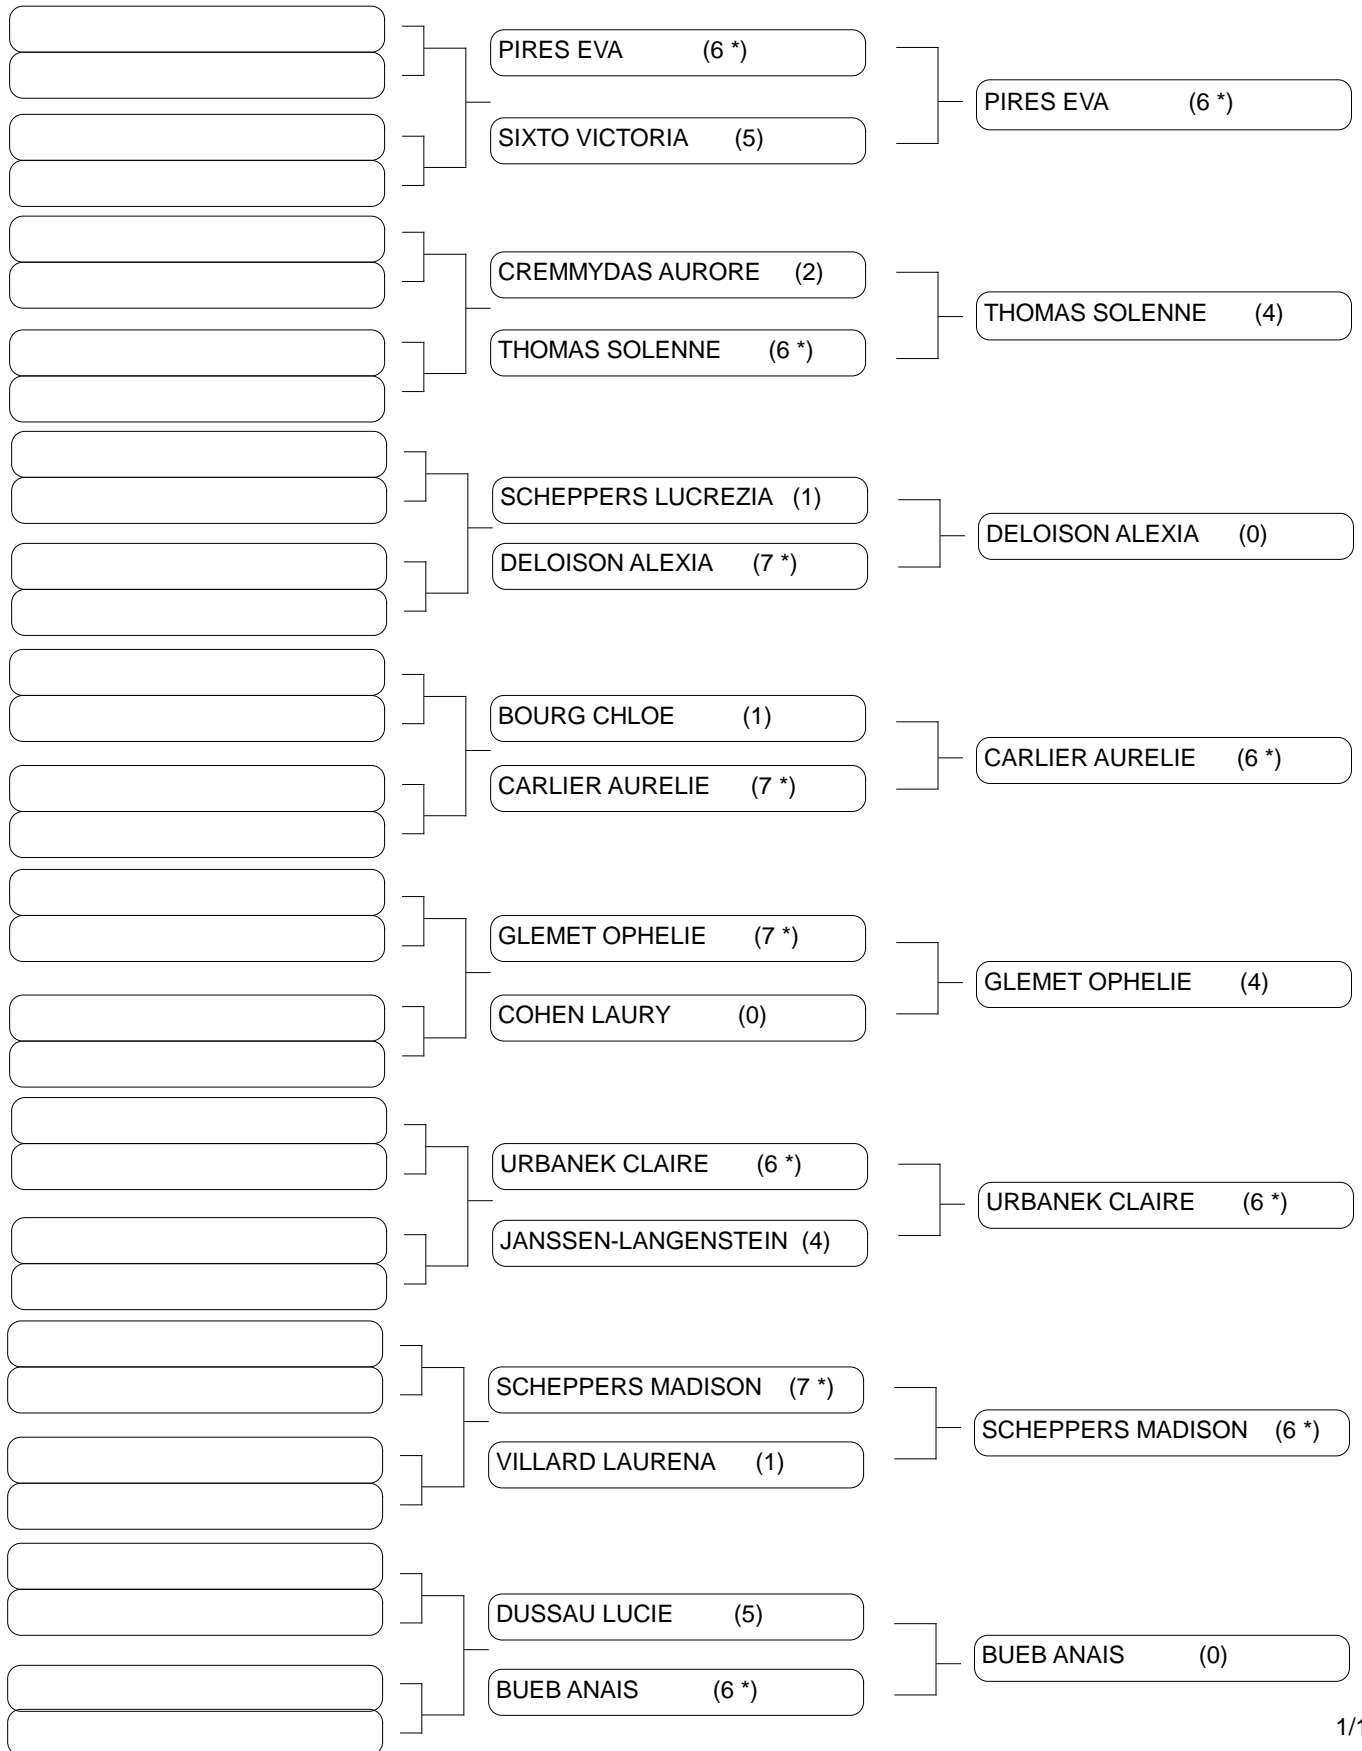 PIRES EVA (6 *)
SIXTO VICTORIA (5)
PIRES EVA (6 *)
CREMMYDAS AURORE (2)
THOMAS SOLENNE (6 *)
THOMAS SOLENNE (4)
SCHEPPERS LUCREZIA (1)
DELOISON ALEXIA (7 *)
DELOISON ALEXIA (0)
BOURG CHLOE (1)
CARLIER AURELIE (7 *)
CARLIER AURELIE (6 *)
GLEMET OPHELIE (7 *)
COHEN LAURY (0)
GLEMET OPHELIE (4)
URBANEK CLAIRE (6 *)
JANSSEN-LANGENSTEIN (4)
URBANEK CLAIRE (6 *)
SCHEPPERS MADISON (7 *)
VILLARD LAURENA (1)
SCHEPPERS MADISON (6 *)
DUSSAU LUCIE (5)
BUEB ANAIS (6 *)
BUEB ANAIS (0)
1/1